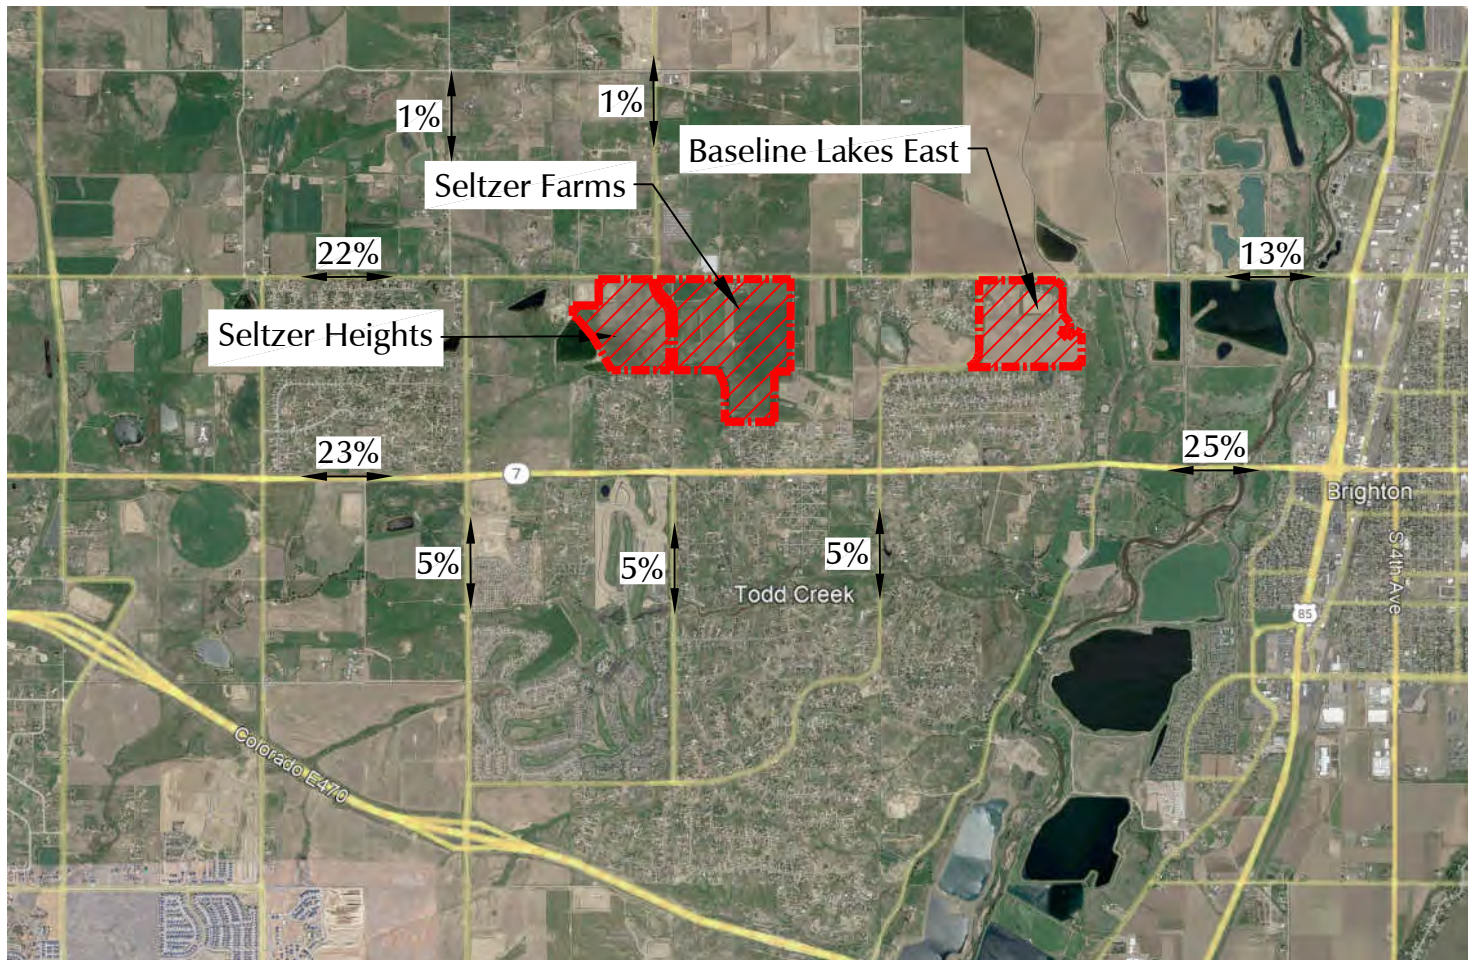 1%
1%
Baseline Lakes East
Seltzer Farms
22%
13%
Seltzer Heights
23%
7
25%
Brighton
5%
5%
5%
S 4th Ave
Todd Creek
85
Colorado E470